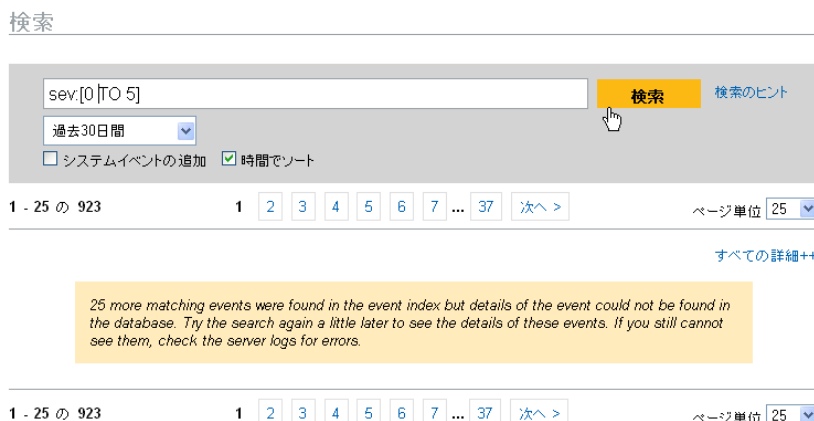 検索
sev:[0 TO 5]
検索
検索のヒント
過去30日間
システムイベントの追加
時間でソート
1 - 25 の 923
1 2 3 4 5 6 7 ... 37 次へ >
ページ単位 25
すべての詳細++
25 more matching events were found in the event index but details of the event could not be found in
the database. Try the search again a little later to see the details of these events. If you still cannot
see them, check the server logs for errors.
1 - 25 の 923
1 2 3 4 5 6 7 ... 37 次へ >
ページ単位 25